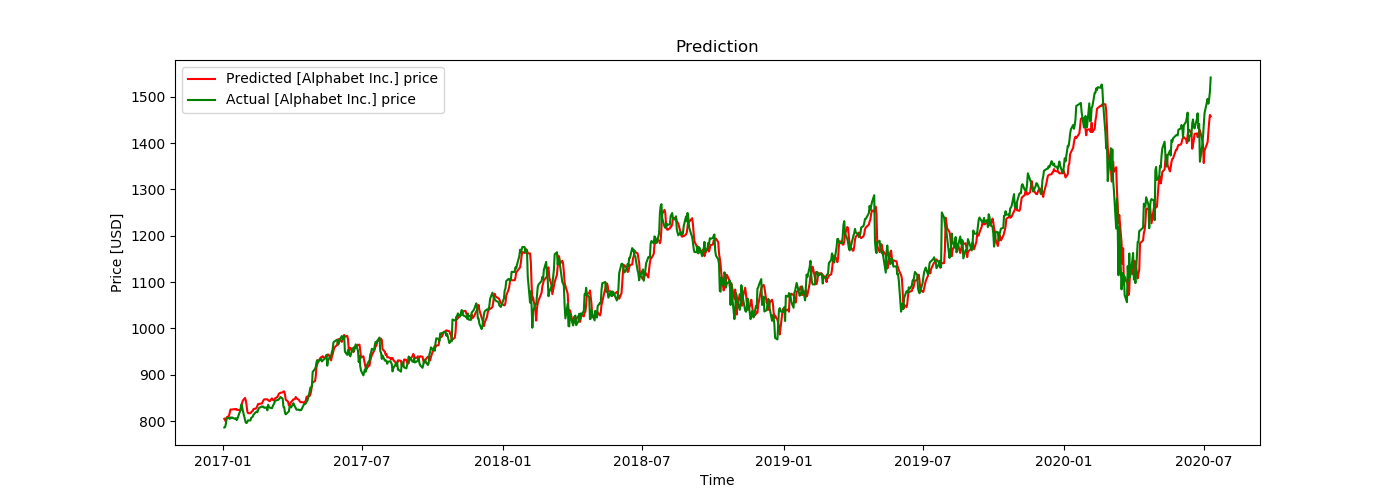 Prediction
Predicted [Alphabet Inc.] price
Actual [Alphabet Inc.] price
Price [USD]
1500
1400
1300
1200
1100
1000
900
800
2017-01 2017-07 2018-01 2018-07 2019-01 2019-07 2020-01 2020-07
Time